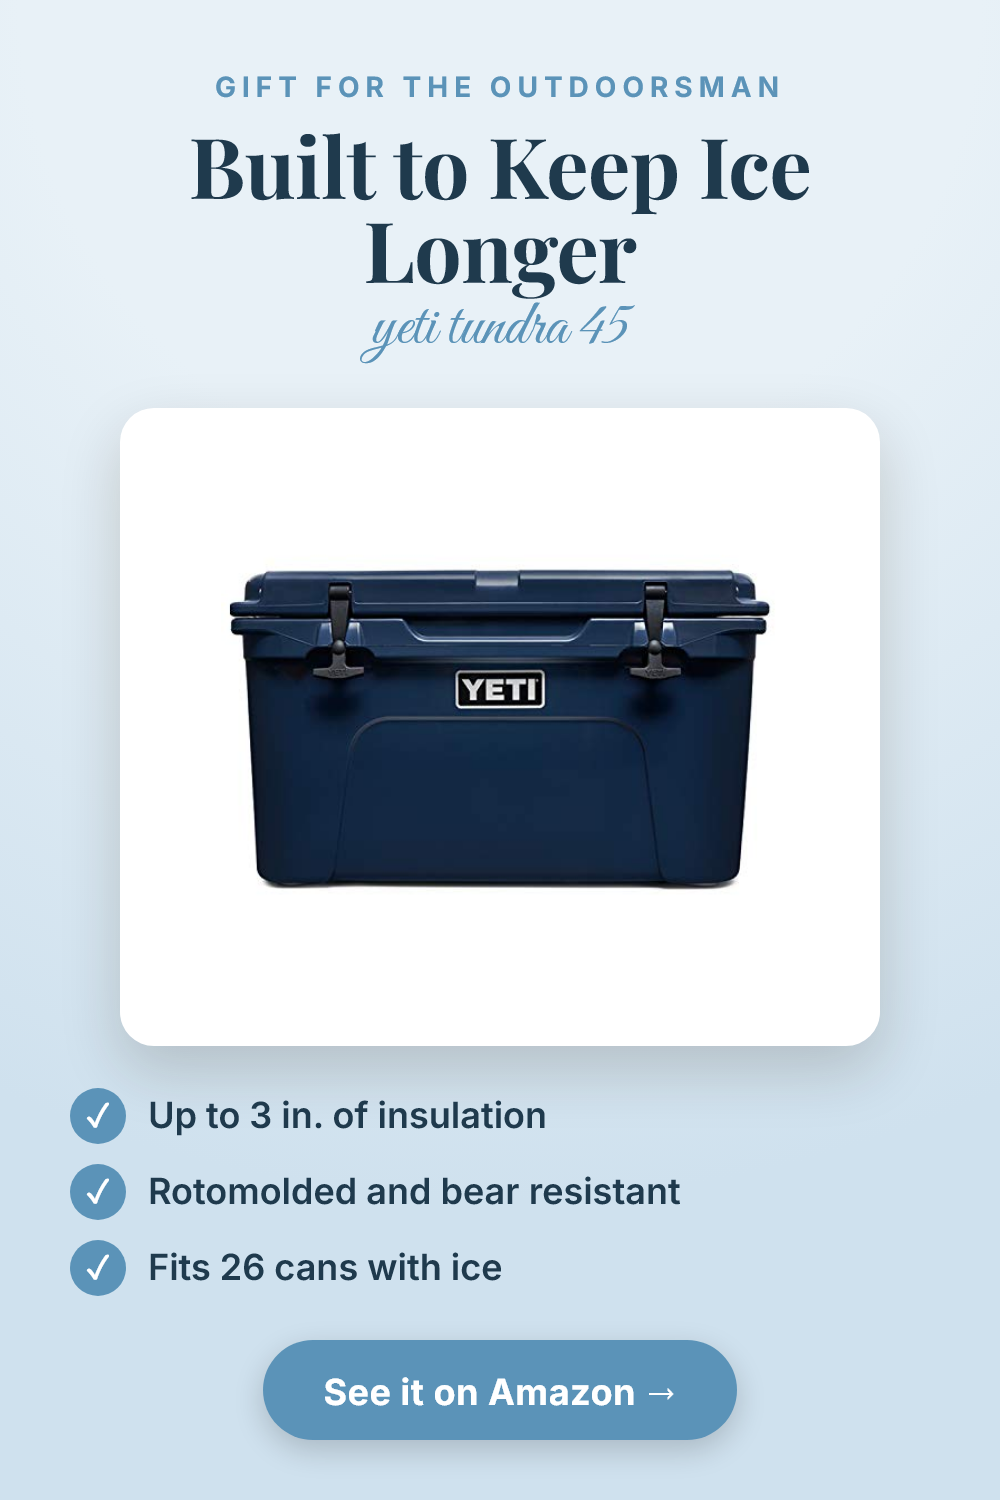 GIFT FOR THE OUTDOORSMAN
Built to Keep Ice
Longer
yeti tundra 45
YETI
Up to 3 in. of insulation
Rotomolded and bear resistant
Fits 26 cans with ice
See it on Amazon →